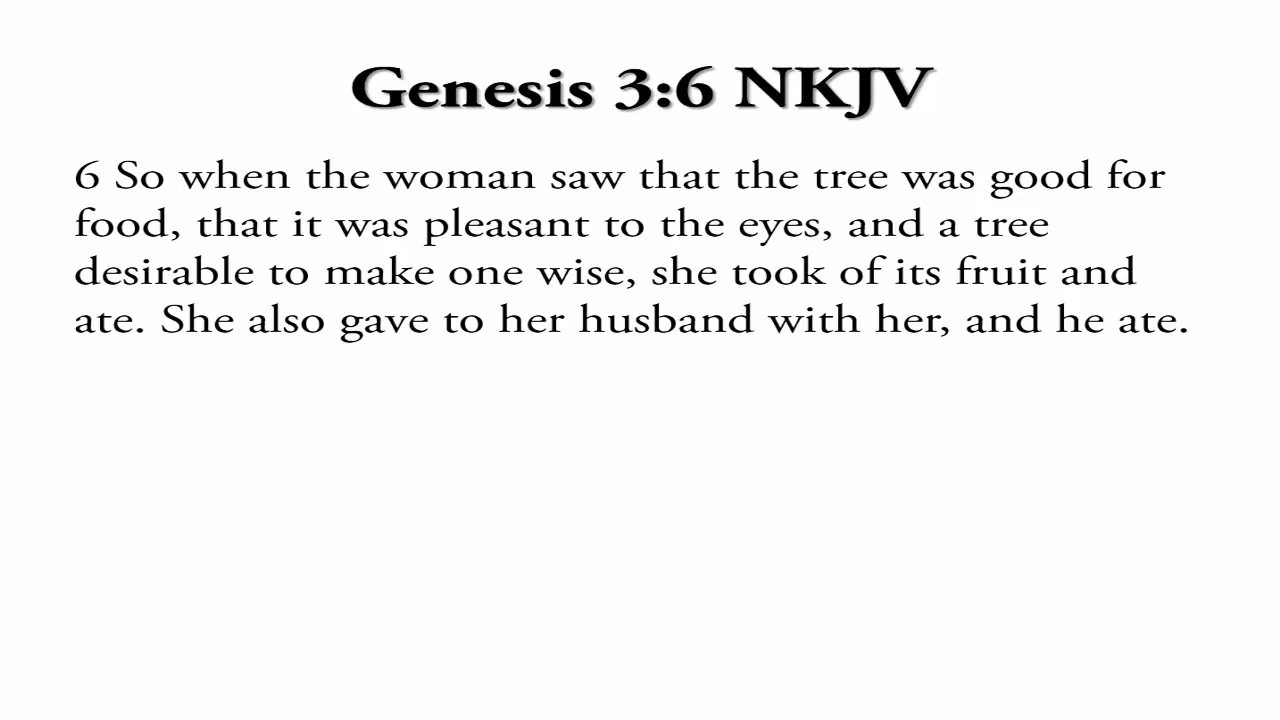 Genesis 3:6 NKJV
6 So when the woman saw that the tree was good for
food, that it was pleasant to the eyes, and a tree
desirable to make one wise, she took of its fruit and
ate. She also gave to her husband with her, and he ate.